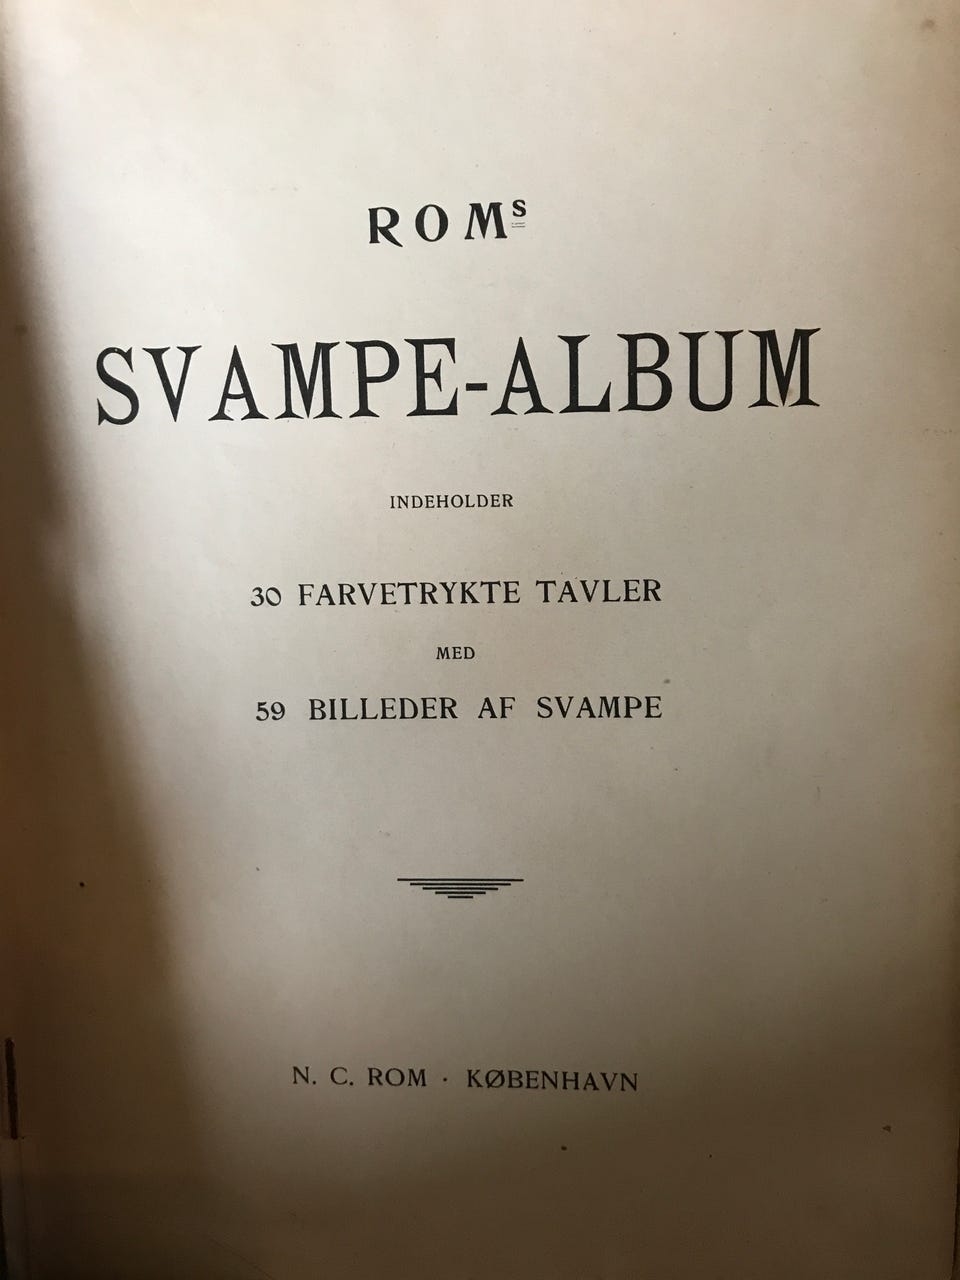 ROMs
SVAMPE-ALBUM
INDEHOLDER
30 FARVETRYKTE TAVLER
MED
59 BILLEDER AF SVAMPE
N. C. ROM · KØBENHAVN